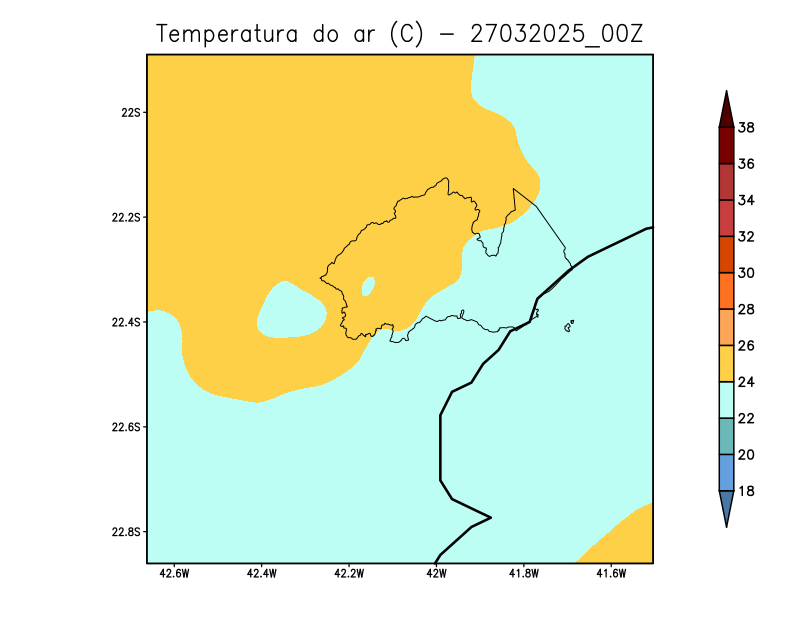 Temperatura do ar (C) - 27032025_00Z
22S
22.2S
22.4S
22.6S
22.8S
42.6W
42.4W
42.2W
42W
41.8W
41.6W
38
36
34
32
30
28
26
24
22
20
18